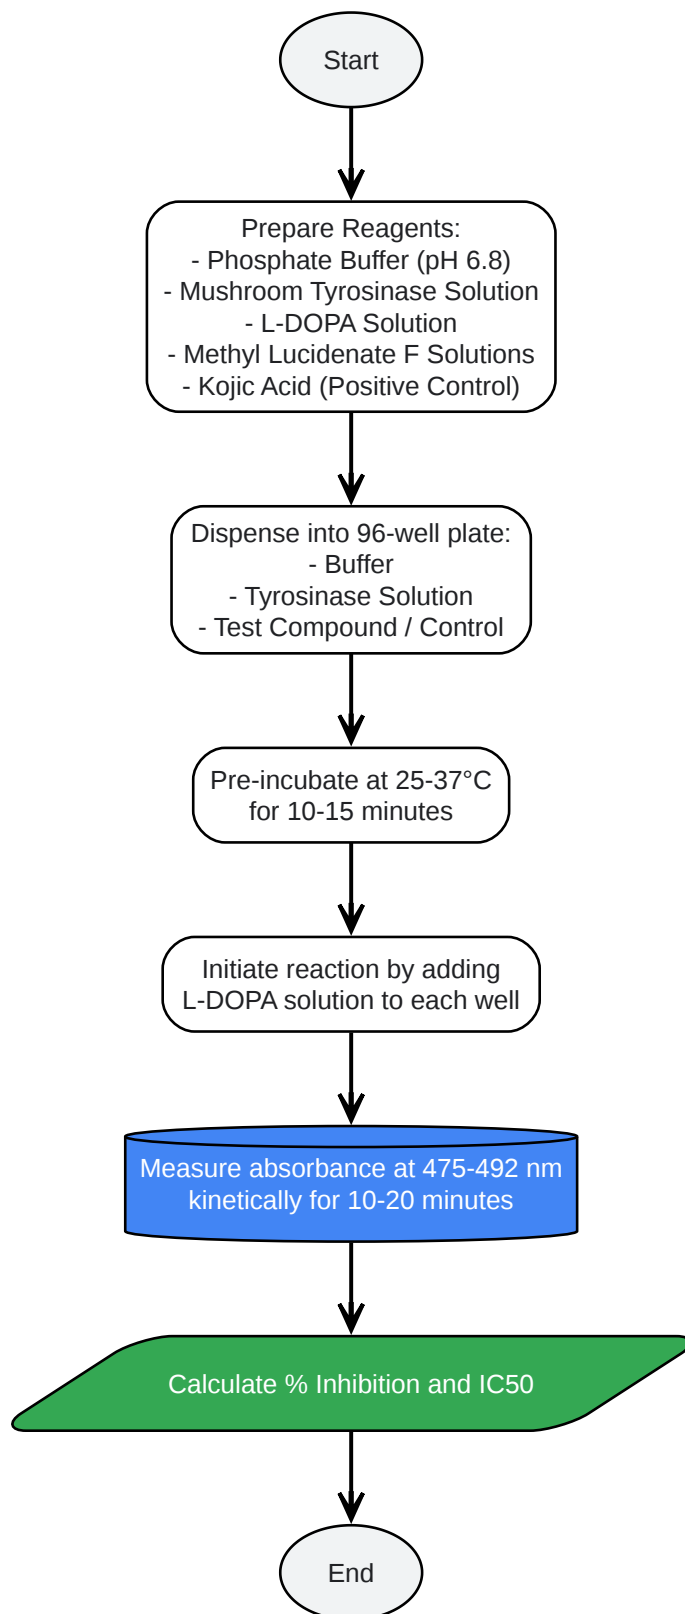 Start
Prepare Reagents:
- Phosphate Buffer (pH 6.8)
- Mushroom Tyrosinase Solution
- L-DOPA Solution
- Methyl Lucidenate F Solutions
- Kojic Acid (Positive Control)
Dispense into 96-well plate:
- Buffer
- Tyrosinase Solution
- Test Compound / Control
Pre-incubate at 25-37°C
for 10-15 minutes
Initiate reaction by adding
L-DOPA solution to each well
Measure absorbance at 475-492 nm
kinetically for 10-20 minutes
Calculate % Inhibition and IC50
End